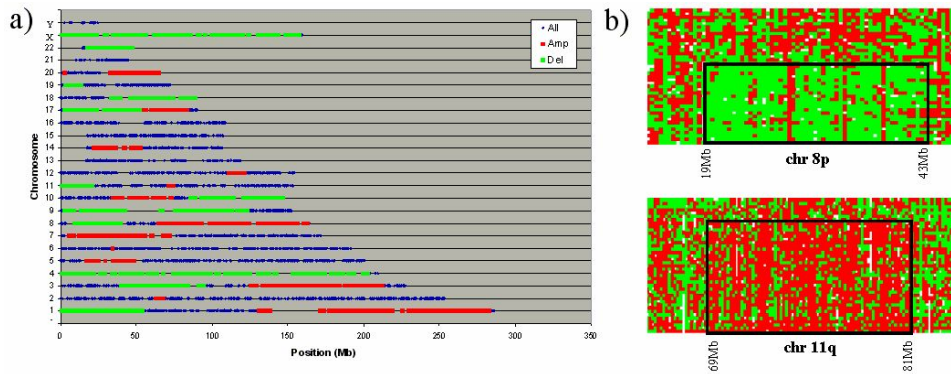 a)
Y
X
22
21
20
19
18
17
16
15
14
13
12
11
10
9
8
7
6
5
4
3
2
1
-
Chromosome
All
Amp
Del
0 50 100 150 200 250 300 350
Position (Mb)
b)
19Mb
chr 8p
43Mb
69Mb
chr 11q
81Mb